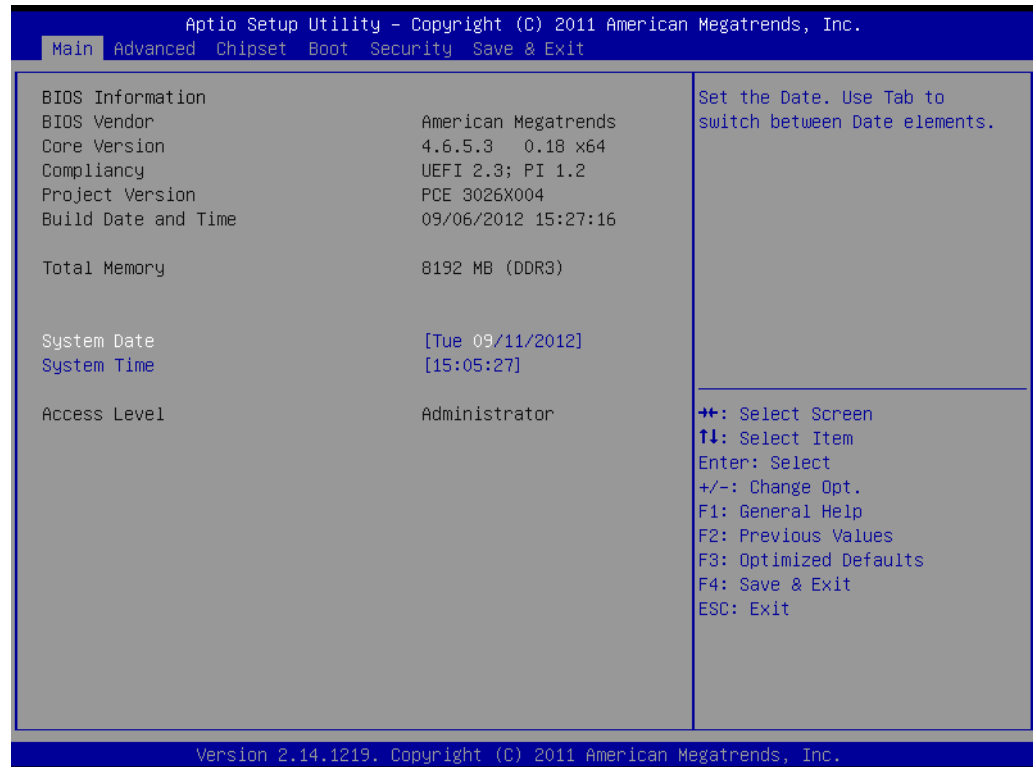 Aptio Setup Utility – Copyright (C) 2011 American Megatrends, Inc.
Main Advanced Chipset Boot Security Save & Exit
BIOS Information
BIOS Vendor American Megatrends
Core Version 4.6.5.3 0.18 x64
Compliancy UEFI 2.3; PI 1.2
Project Version PCE 3026X004
Build Date and Time 09/06/2012 15:27:16
Total Memory 8192 MB (DDR3)
System Date [Tue 09/11/2012]
System Time [15:05:27]
Access Level Administrator
Set the Date. Use Tab to
switch between Date elements.
→←: Select Screen
↑↓: Select Item
Enter: Select
+/-: Change Opt.
F1: General Help
F2: Previous Values
F3: Optimized Defaults
F4: Save & Exit
ESC: Exit
Version 2.14.1219. Copyright (C) 2011 American Megatrends, Inc.